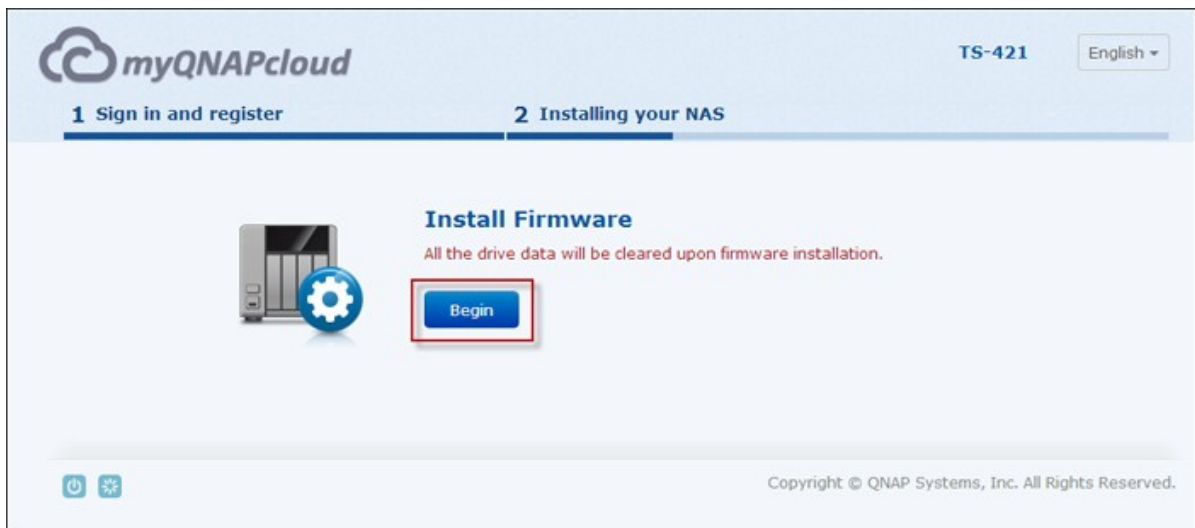 myQNAPcloud
TS-421
English
1 Sign in and register
2 Installing your NAS
Install Firmware
All the drive data will be cleared upon firmware installation.
Begin
Copyright © QNAP Systems, Inc. All Rights Reserved.